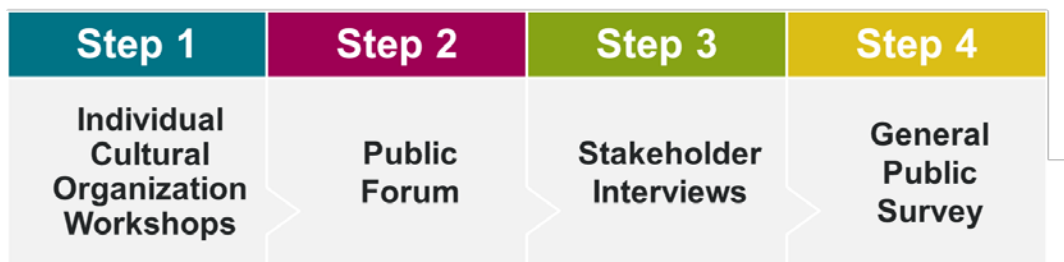 Step 1
Step 2
Step 3
Step 4
Individual
Cultural
Organization
Workshops
Public
Forum
Stakeholder
Interviews
General
Public
Survey